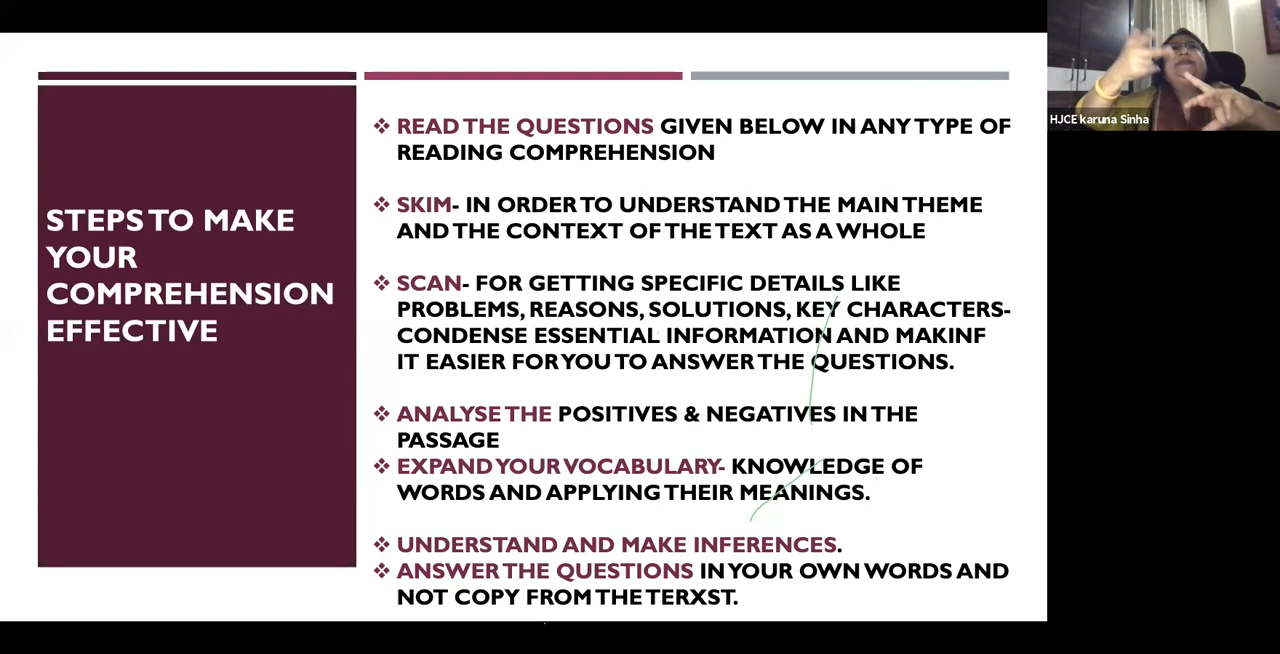 STEPS TO MAKE
YOUR
COMPREHENSION
EFFECTIVE
READ THE QUESTIONS GIVEN BELOW IN ANY TYPE OF
READING COMPREHENSION
SKIM- IN ORDER TO UNDERSTAND THE MAIN THEME
AND THE CONTEXT OF THE TEXT AS A WHOLE
SCAN- FOR GETTING SPECIFIC DETAILS LIKE
PROBLEMS, REASONS, SOLUTIONS, KEY CHARACTERS-
CONDENSE ESSENTIAL INFORMATION AND MAKINF
IT EASIER FOR YOU TO ANSWER THE QUESTIONS.
ANALYSE THE POSITIVES & NEGATIVES IN THE
PASSAGE
EXPAND YOUR VOCABULARY- KNOWLEDGE OF
WORDS AND APPLYING THEIR MEANINGS.
UNDERSTAND AND MAKE INFERENCES.
ANSWER THE QUESTIONS IN YOUR OWN WORDS AND
NOT COPY FROM THE TERXST.
HJCE karuna Sinha